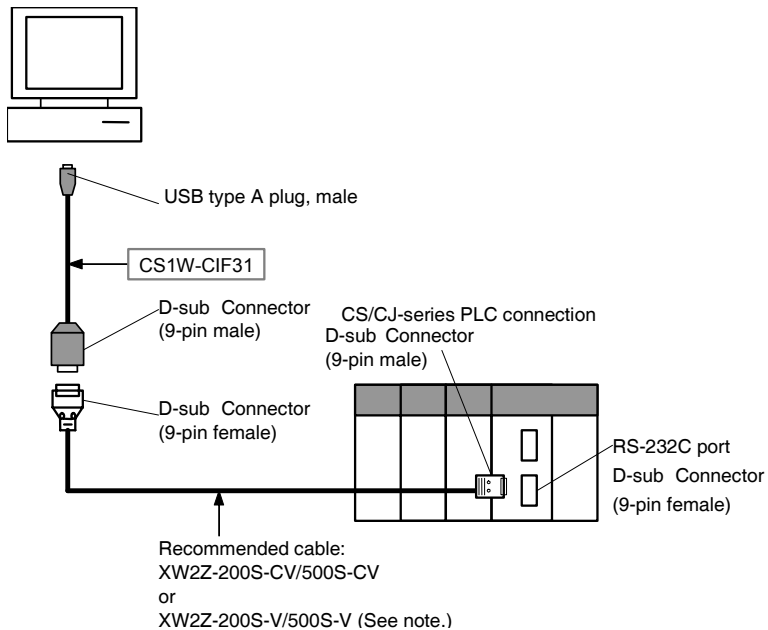 USB type A plug, male
CS1W-CIF31
D-sub Connector
(9-pin male)
CS/CJ-series PLC connection
D-sub Connector
(9-pin male)
D-sub Connector
(9-pin female)
RS-232C port
D-sub Connector
(9-pin female)
Recommended cable:
XW2Z-200S-CV/500S-CV
or
XW2Z-200S-V/500S-V (See note.)